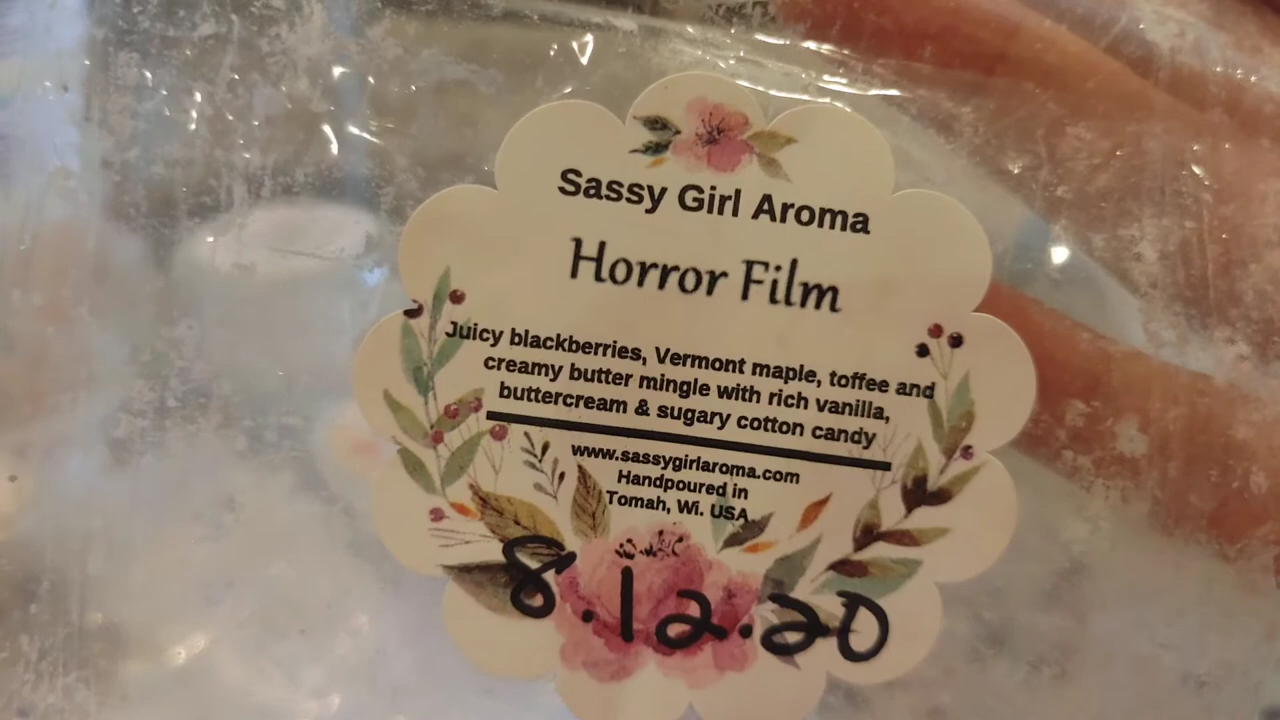 Sassy Girl Aroma
Horror Film
Juicy blackberries, Vermont maple, toffee and
creamy butter mingle with rich vanilla,
buttercream & sugary cotton candy
www.sassygirlaroma.com
Handpoured in
Tomah, Wi. USA
8.12.20